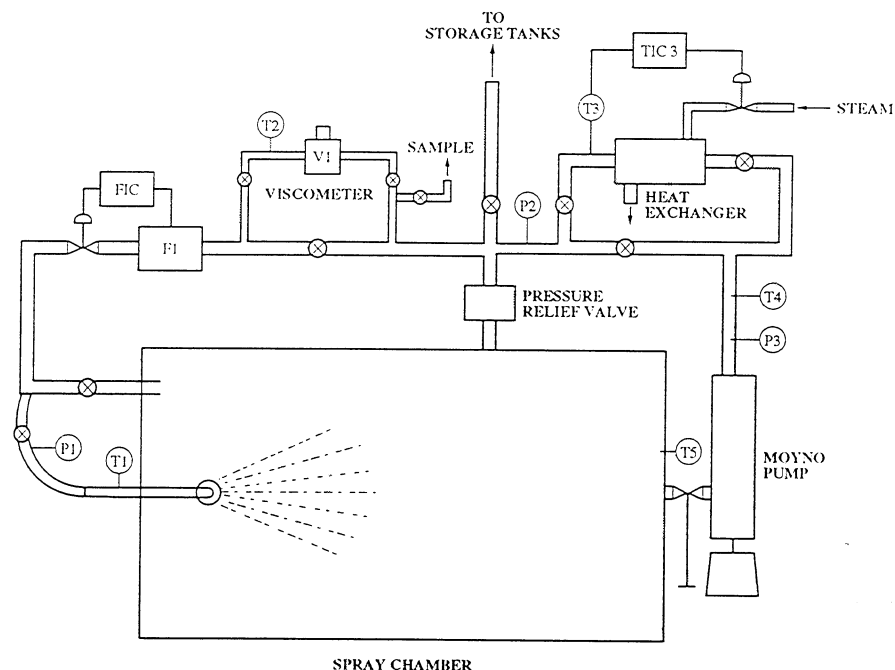 TO
STORAGE TANKS
TIC 3
T3
STEAM
T2
V1
SAMPLE
VISCOMETER
FIC
P2
HEAT
EXCHANGER
F1
PRESSURE
RELIEF VALVE
T4
P3
P1
T1
T5
MOYNO
PUMP
SPRAY CHAMBER